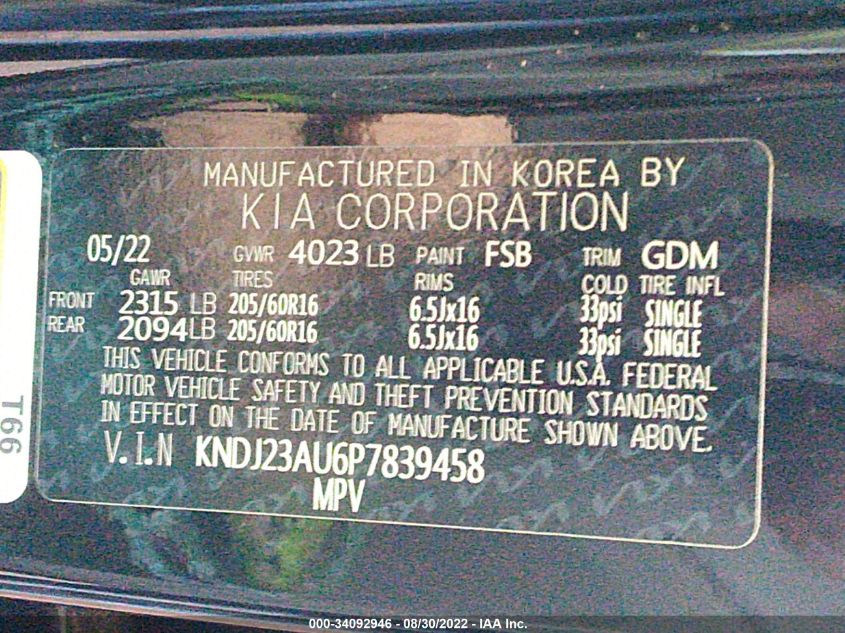 MANUFACTURED IN KOREA BY
KIA CORPORATION
05/22 GVWR 4023 LB PAINT FSB TRIM GDM
GAWR TIRES RIMS COLD TIRE INFL
FRONT 2315 LB 205/60R16 6.5Jx16 33psi SINGLE
REAR 2094 LB 205/60R16 6.5Jx16 33psi SINGLE
THIS VEHICLE CONFORMS TO ALL APPLICABLE U.S.A. FEDERAL
MOTOR VEHICLE SAFETY AND THEFT PREVENTION STANDARDS
IN EFFECT ON THE DATE OF MANUFACTURE SHOWN ABOVE.
V.I.N KNDJ23AU6P7839458
MPV
T66
000-34092946 - 08/30/2022 - IAA Inc.